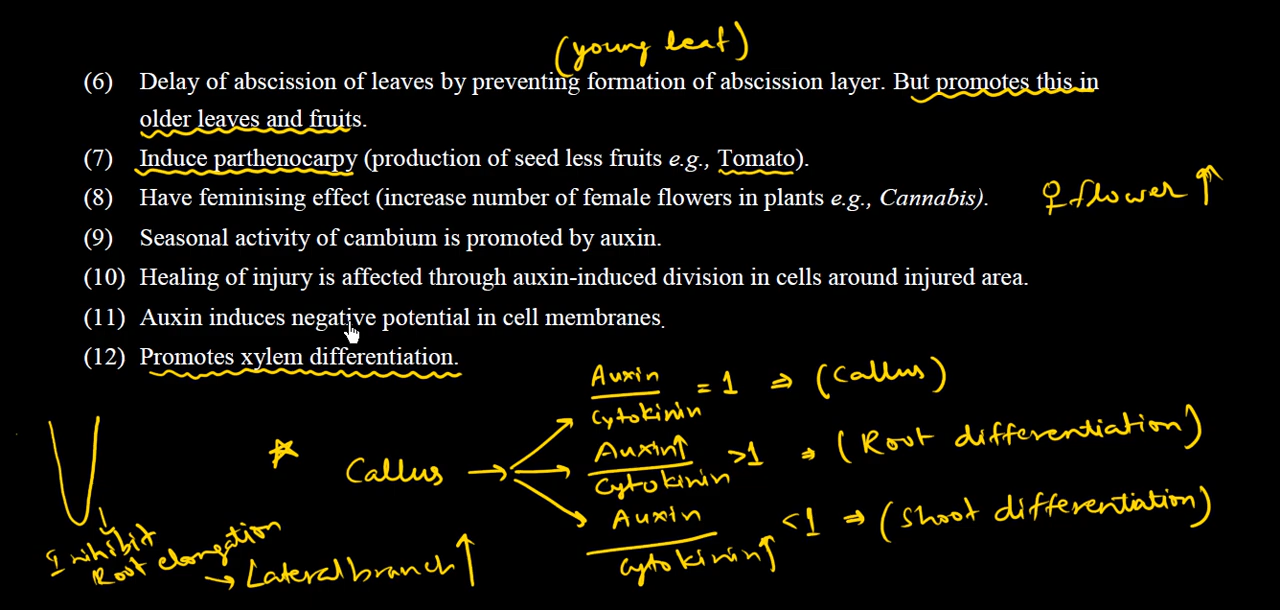 (young leaf)
(6) Delay of abscission of leaves by preventing formation of abscission layer. But promotes this in
older leaves and fruits.
(7) Induce parthenocarpy (production of seed less fruits e.g., Tomato).
(8) Have feminising effect (increase number of female flowers in plants e.g., Cannabis). ♀ flower ↑
(9) Seasonal activity of cambium is promoted by auxin.
(10) Healing of injury is affected through auxin-induced division in cells around injured area.
(11) Auxin induces negative potential in cell membranes.
(12) Promotes xylem differentiation.
Auxin / Cytokinin = 1 ⇒ (Callus)
☆ Callus → Auxin↑ / Cytokinin >1 ⇒ (Root differentiation)
Auxin / Cytokinin↑ <1 ⇒ (Shoot differentiation)
Inhibit
Root elongation
→ Lateral branch ↑